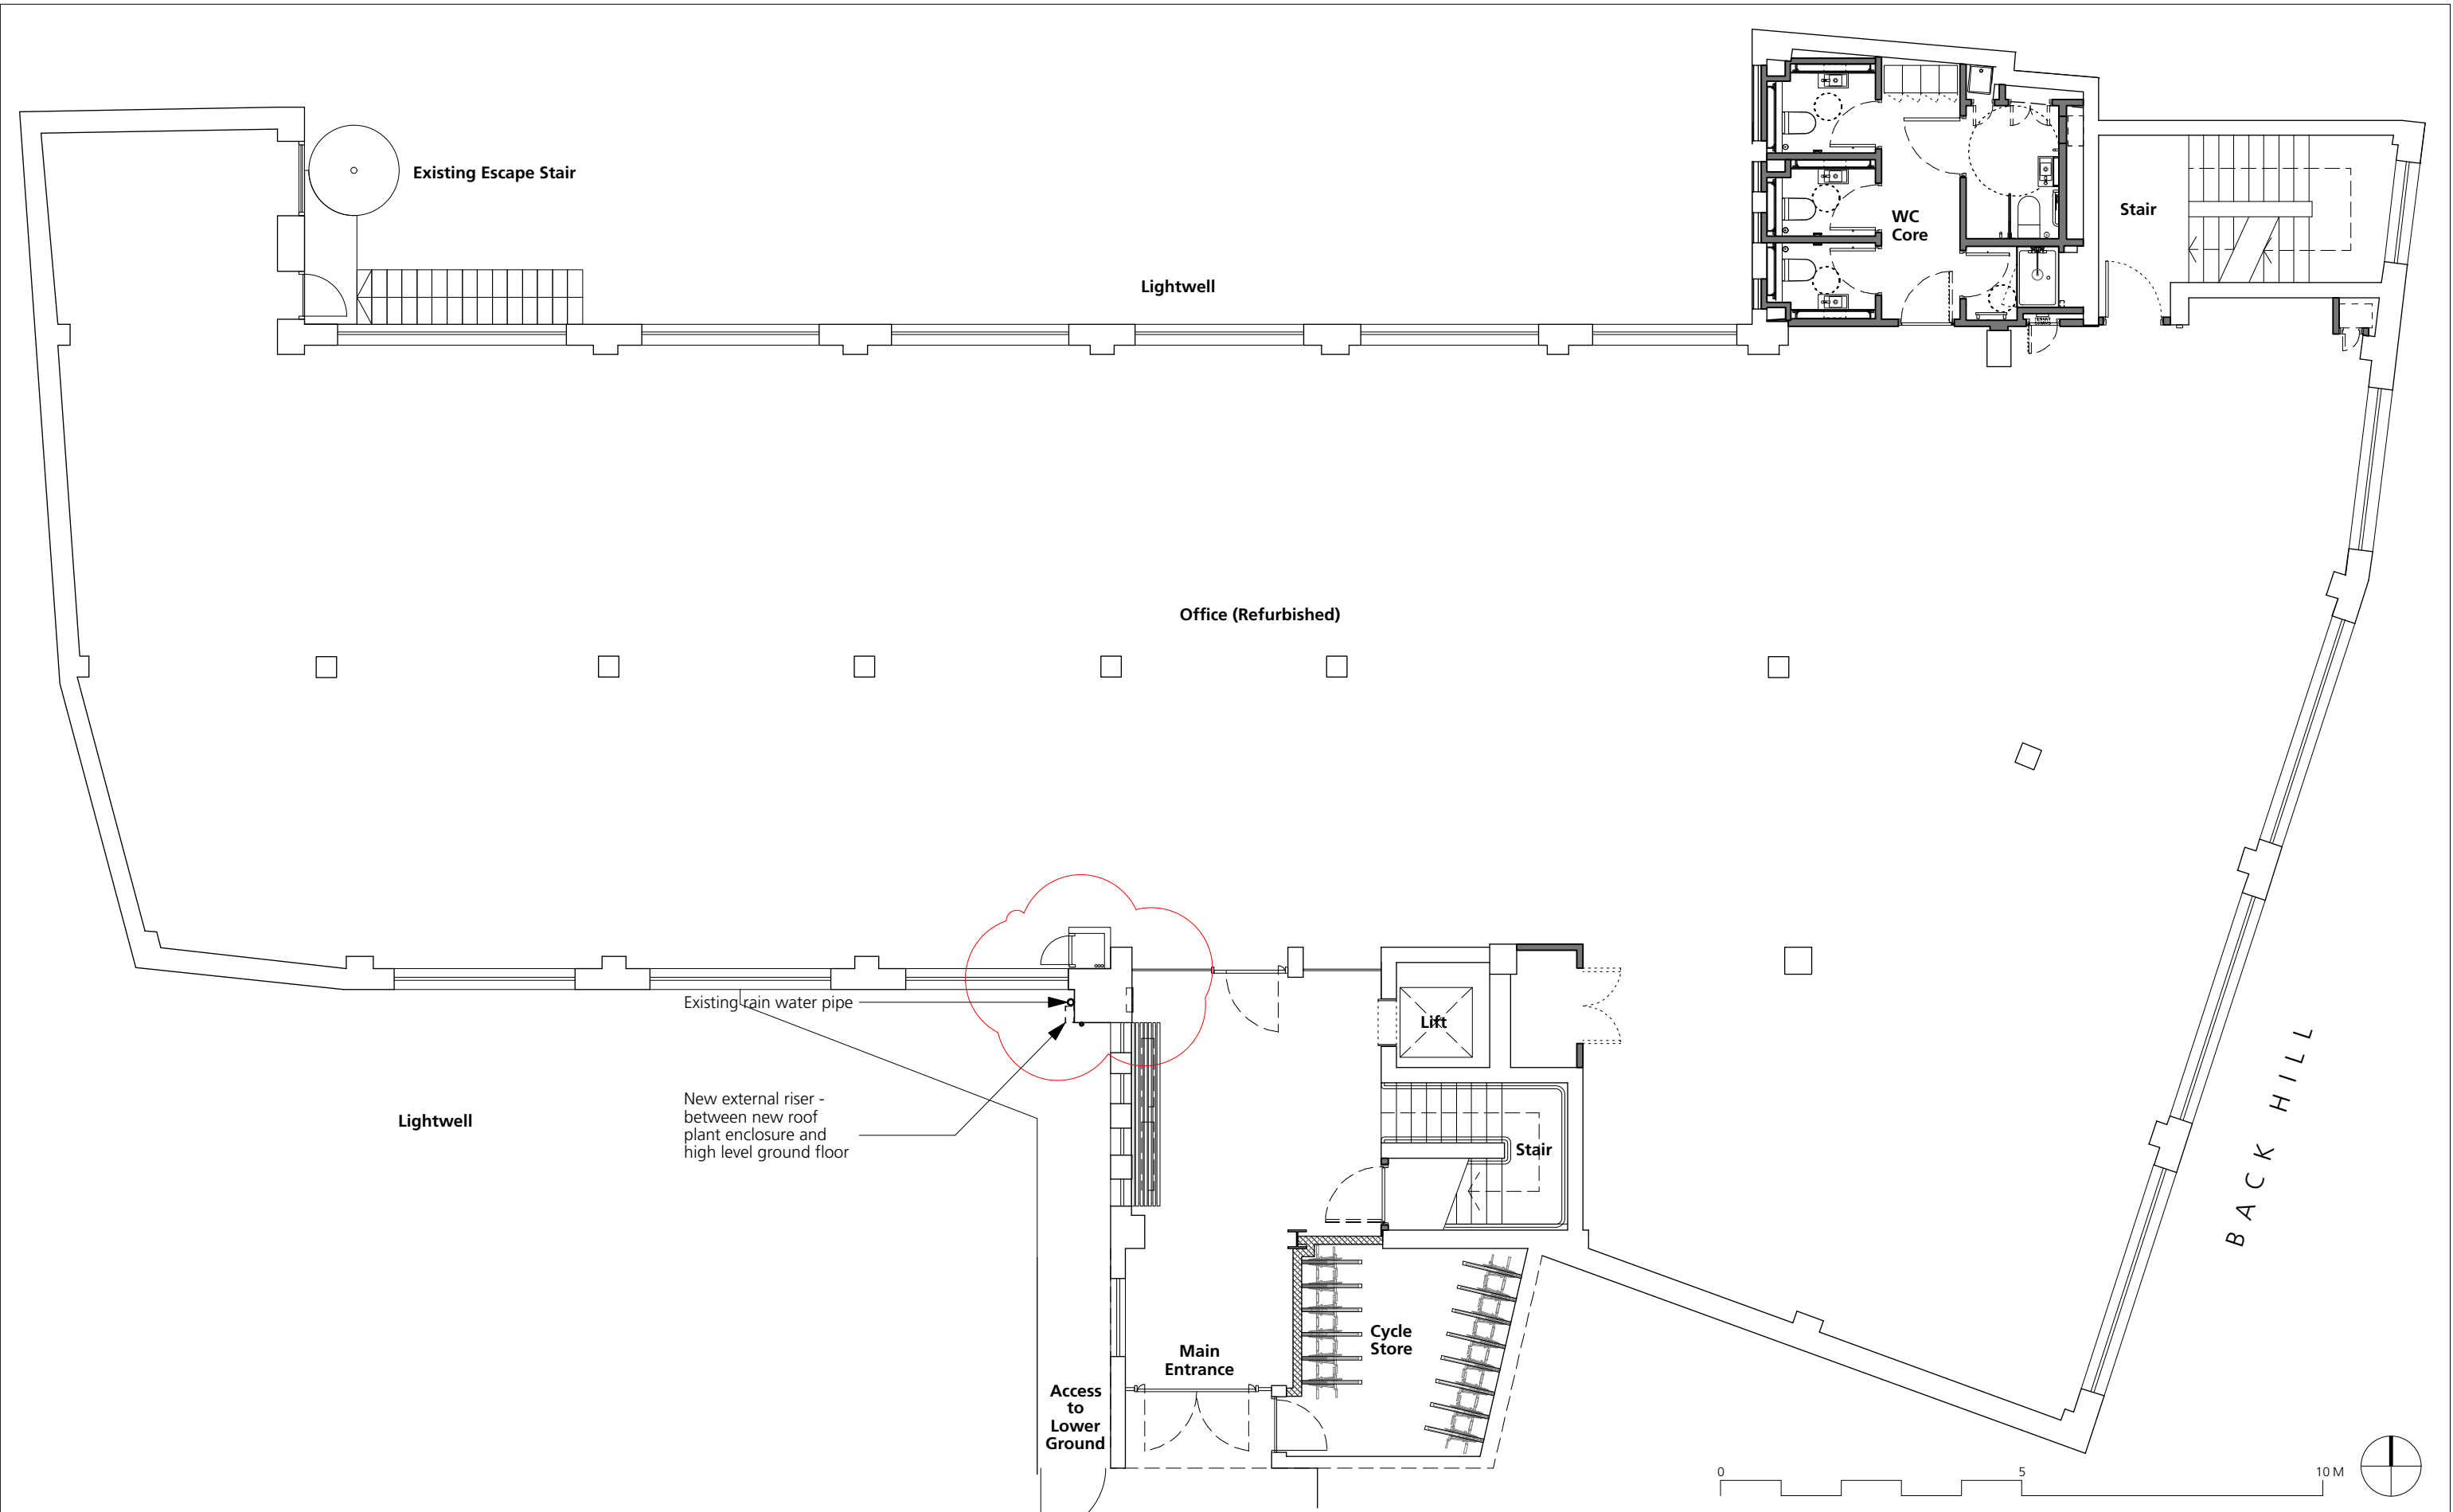 Existing Escape Stair
WC
Core
Stair
Lightwell
Office (Refurbished)
Existing rain water pipe
Lift
New external riser -
between new roof
plant enclosure and
high level ground floor
Lightwell
Stair
BACK HILL
Cycle
Store
Main
Entrance
Access
to
Lower
Ground
0 5 10 M